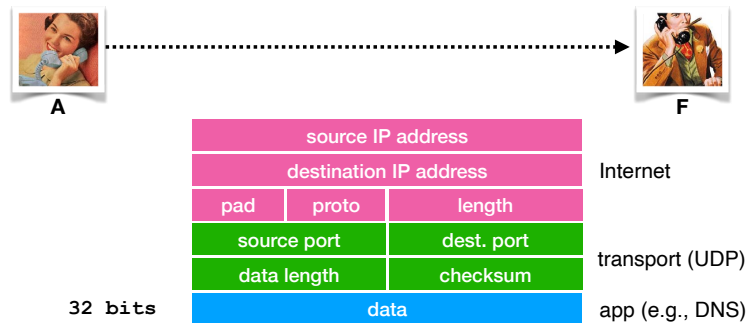 A
F
source IP address
destination IP address
Internet
pad proto length
source port dest. port
transport (UDP)
data length checksum
32 bits data app (e.g., DNS)